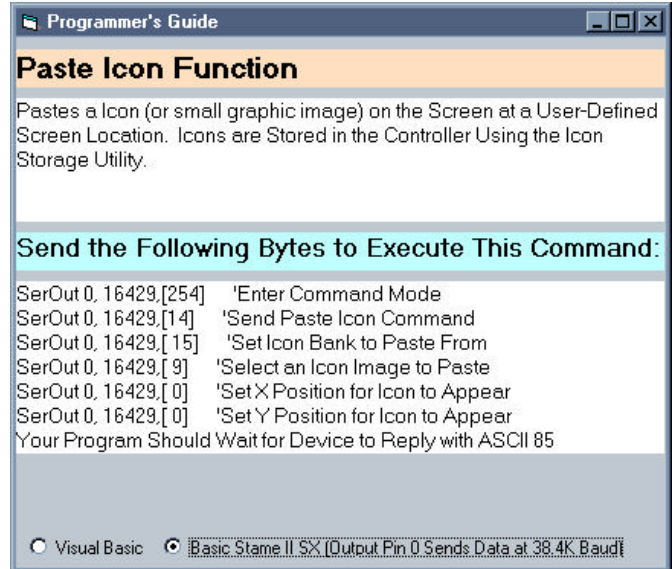 Programmer's Guide
Paste Icon Function
Pastes a Icon (or small graphic image) on the Screen at a User-Defined
Screen Location. Icons are Stored in the Controller Using the Icon
Storage Utility.
Send the Following Bytes to Execute This Command:
SerOut 0, 16429,[254] 'Enter Command Mode
SerOut 0, 16429,[14] 'Send Paste Icon Command
SerOut 0, 16429,[ 15] 'Set Icon Bank to Paste From
SerOut 0, 16429,[ 9] 'Select an Icon Image to Paste
SerOut 0, 16429,[ 0] 'Set X Position for Icon to Appear
SerOut 0, 16429,[ 0] 'Set Y Position for Icon to Appear
Your Program Should Wait for Device to Reply with ASCII 85
Visual Basic Basic Stame II SX (Output Pin 0 Sends Data at 38.4K Baud)